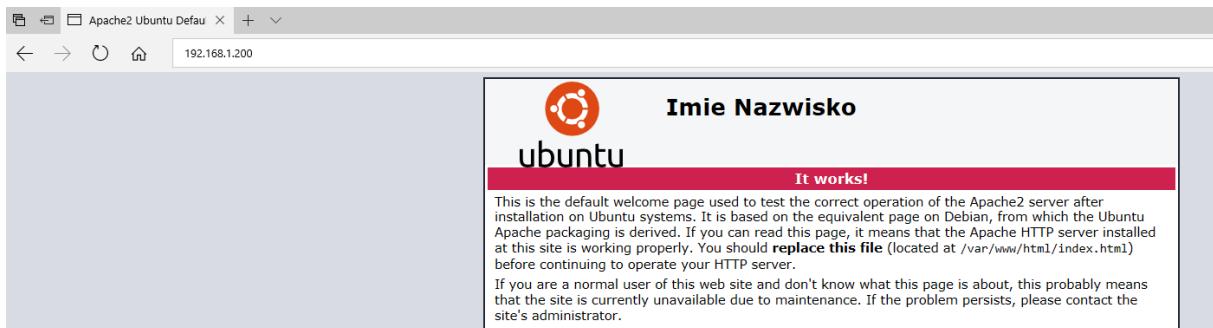 Apache2 Ubuntu Defau
192.168.1.200
ubuntu
Imie Nazwisko
It works!
This is the default welcome page used to test the correct operation of the Apache2 server after
installation on Ubuntu systems. It is based on the equivalent page on Debian, from which the Ubuntu
Apache packaging is derived. If you can read this page, it means that the Apache HTTP server installed
at this site is working properly. You should replace this file (located at /var/www/html/index.html)
before continuing to operate your HTTP server.
If you are a normal user of this web site and don't know what this page is about, this probably means
that the site is currently unavailable due to maintenance. If the problem persists, please contact the
site's administrator.